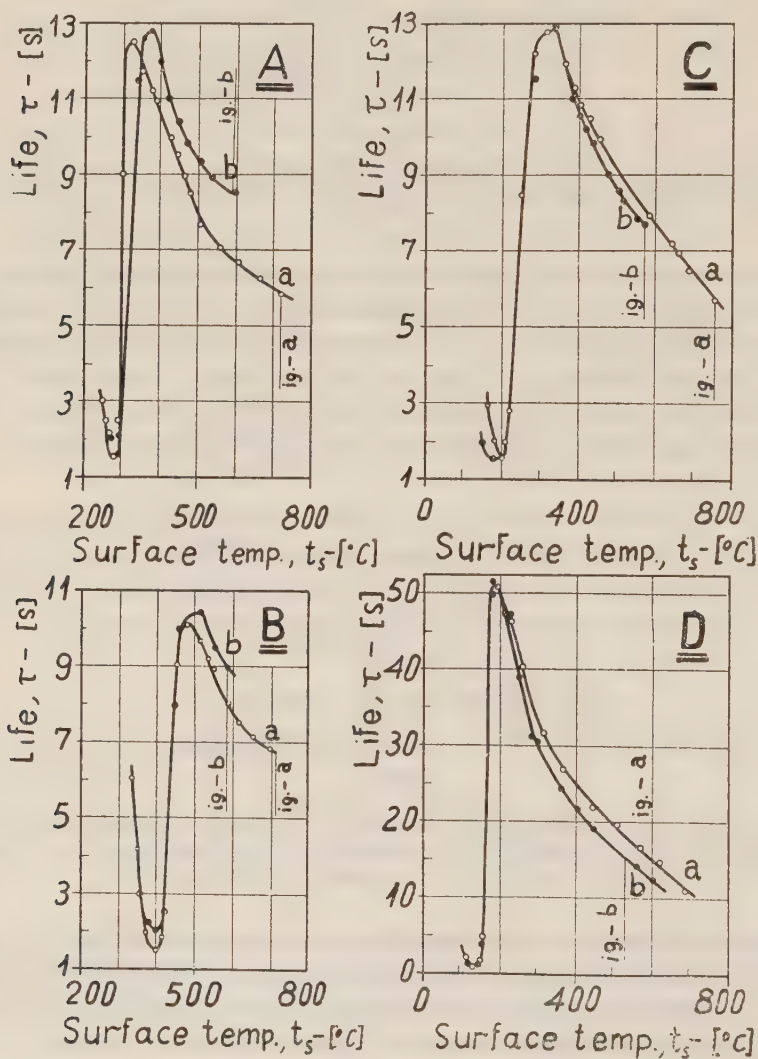 Life, τ - [s]
13
11
9
7
5
3
1
A
ig.-b
b
a
ig.-a
200 500 800
Surface temp., ts-[°C]
Life, τ - [s]
13
11
9
7
5
3
1
C
b
a
ig.-b
ig.-a
0 400 800
Surface temp., ts-[°C]
Life, τ - [s]
11
9
7
5
3
1
B
b
a
ig.-b
ig.-a
200 500 800
Surface temp., ts-[°C]
Life, τ - [s]
50
40
30
20
10
0
D
ig.-a
a
b
ig.-b
0 400 800
Surface temp., ts-[°C]